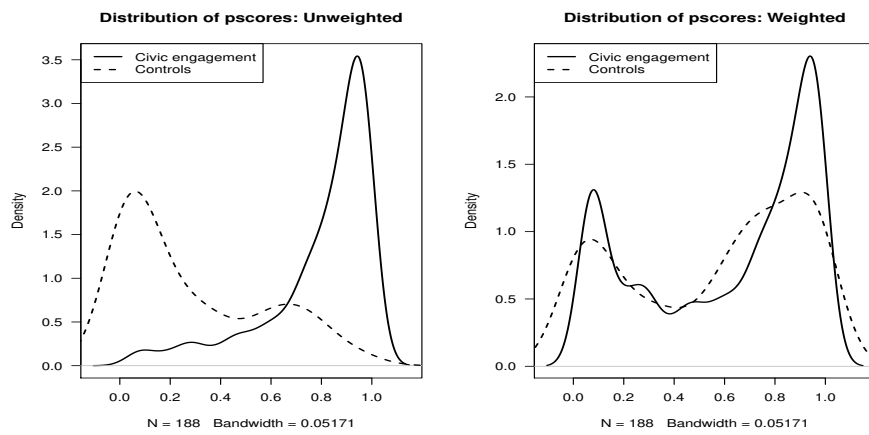 Distribution of pscores: Unweighted
Civic engagement
Controls
Density
3.5
3.0
2.5
2.0
1.5
1.0
0.5
0.0
0.0 0.2 0.4 0.6 0.8 1.0
N = 188 Bandwidth = 0.05171
Distribution of pscores: Weighted
Civic engagement
Controls
Density
2.0
1.5
1.0
0.5
0.0
0.0 0.2 0.4 0.6 0.8 1.0
N = 188 Bandwidth = 0.05171